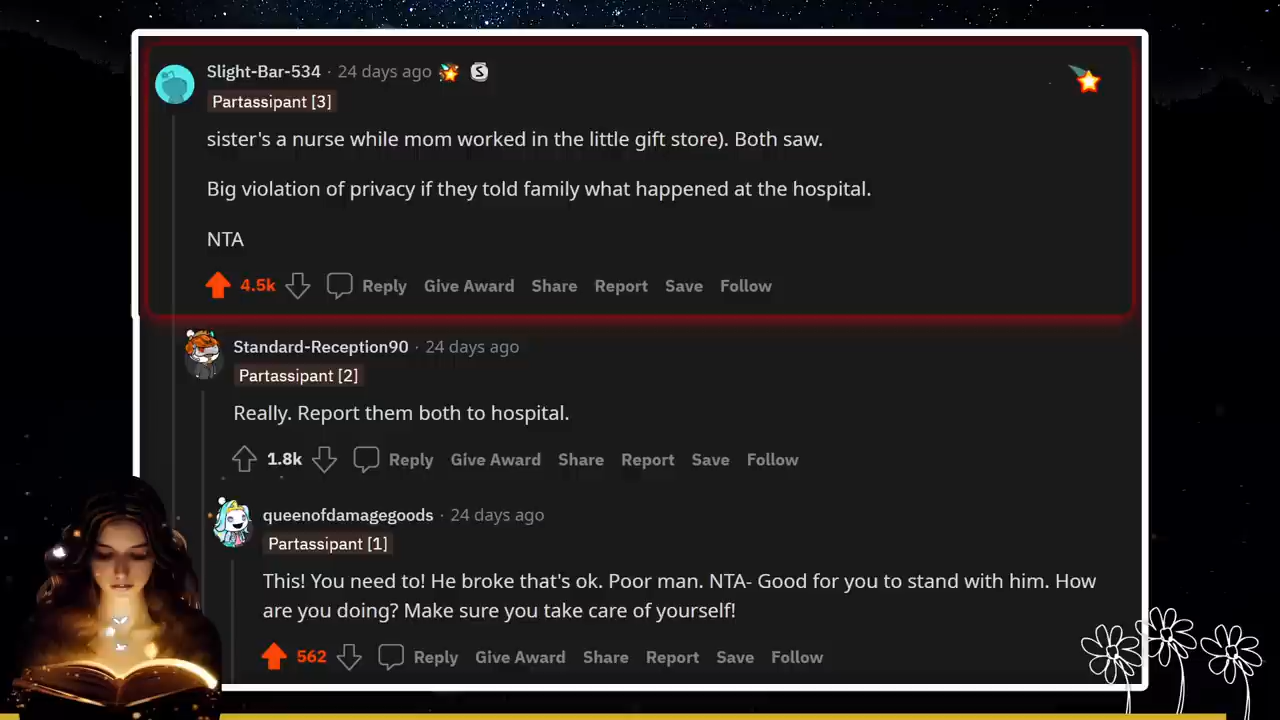 Slight-Bar-534 · 24 days ago
Partassipant [3]
sister's a nurse while mom worked in the little gift store). Both saw.
Big violation of privacy if they told family what happened at the hospital.
NTA
4.5k Reply Give Award Share Report Save Follow
Standard-Reception90 · 24 days ago
Partassipant [2]
Really. Report them both to hospital.
1.8k Reply Give Award Share Report Save Follow
queenofdamagegoods · 24 days ago
Partassipant [1]
This! You need to! He broke that's ok. Poor man. NTA- Good for you to stand with him. How
are you doing? Make sure you take care of yourself!
562 Reply Give Award Share Report Save Follow